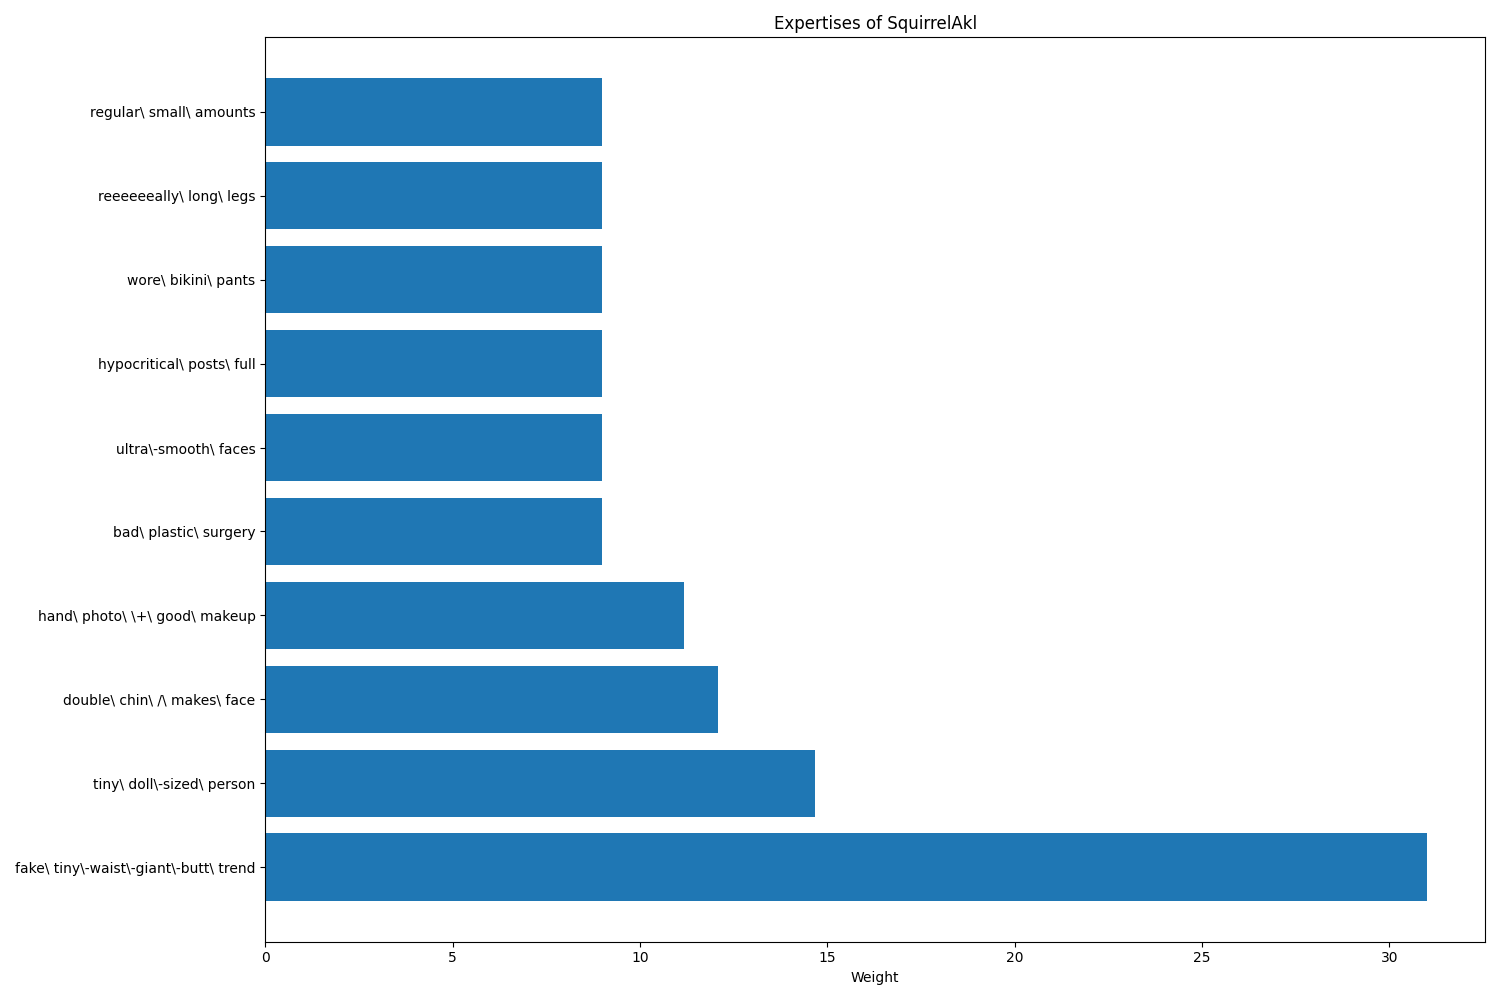 Expertises of SquirrelAkl
regular\ small\ amounts
reeeeeeally\ long\ legs
wore\ bikini\ pants
hypocritical\ posts\ full
ultra\-smooth\ faces
bad\ plastic\ surgery
hand\ photo\ \+\ good\ makeup
double\ chin\ /\ makes\ face
tiny\ doll\-sized\ person
fake\ tiny\-waist\-giant\-butt\ trend
0 5 10 15 20 25 30
Weight